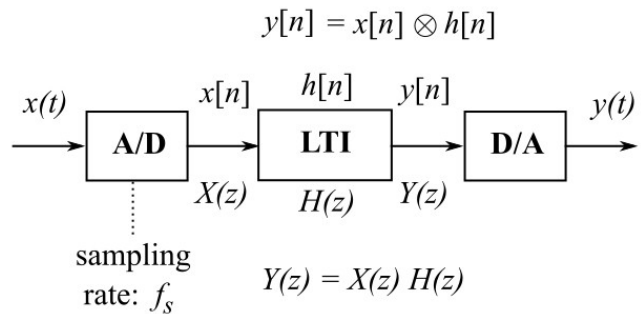 y[n] = x[n] ⊗ h[n]
x(t) x[n] h[n] y[n] y(t)
A/D LTI D/A
X(z) H(z) Y(z)
sampling
rate: fₛ
Y(z) = X(z) H(z)